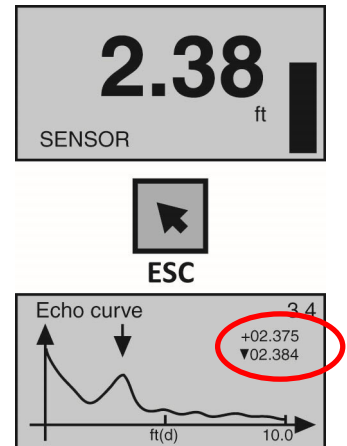 2.38
ft
SENSOR
ESC
Echo curve 3.4
+02.375
▼02.384
ft(d) 10.0